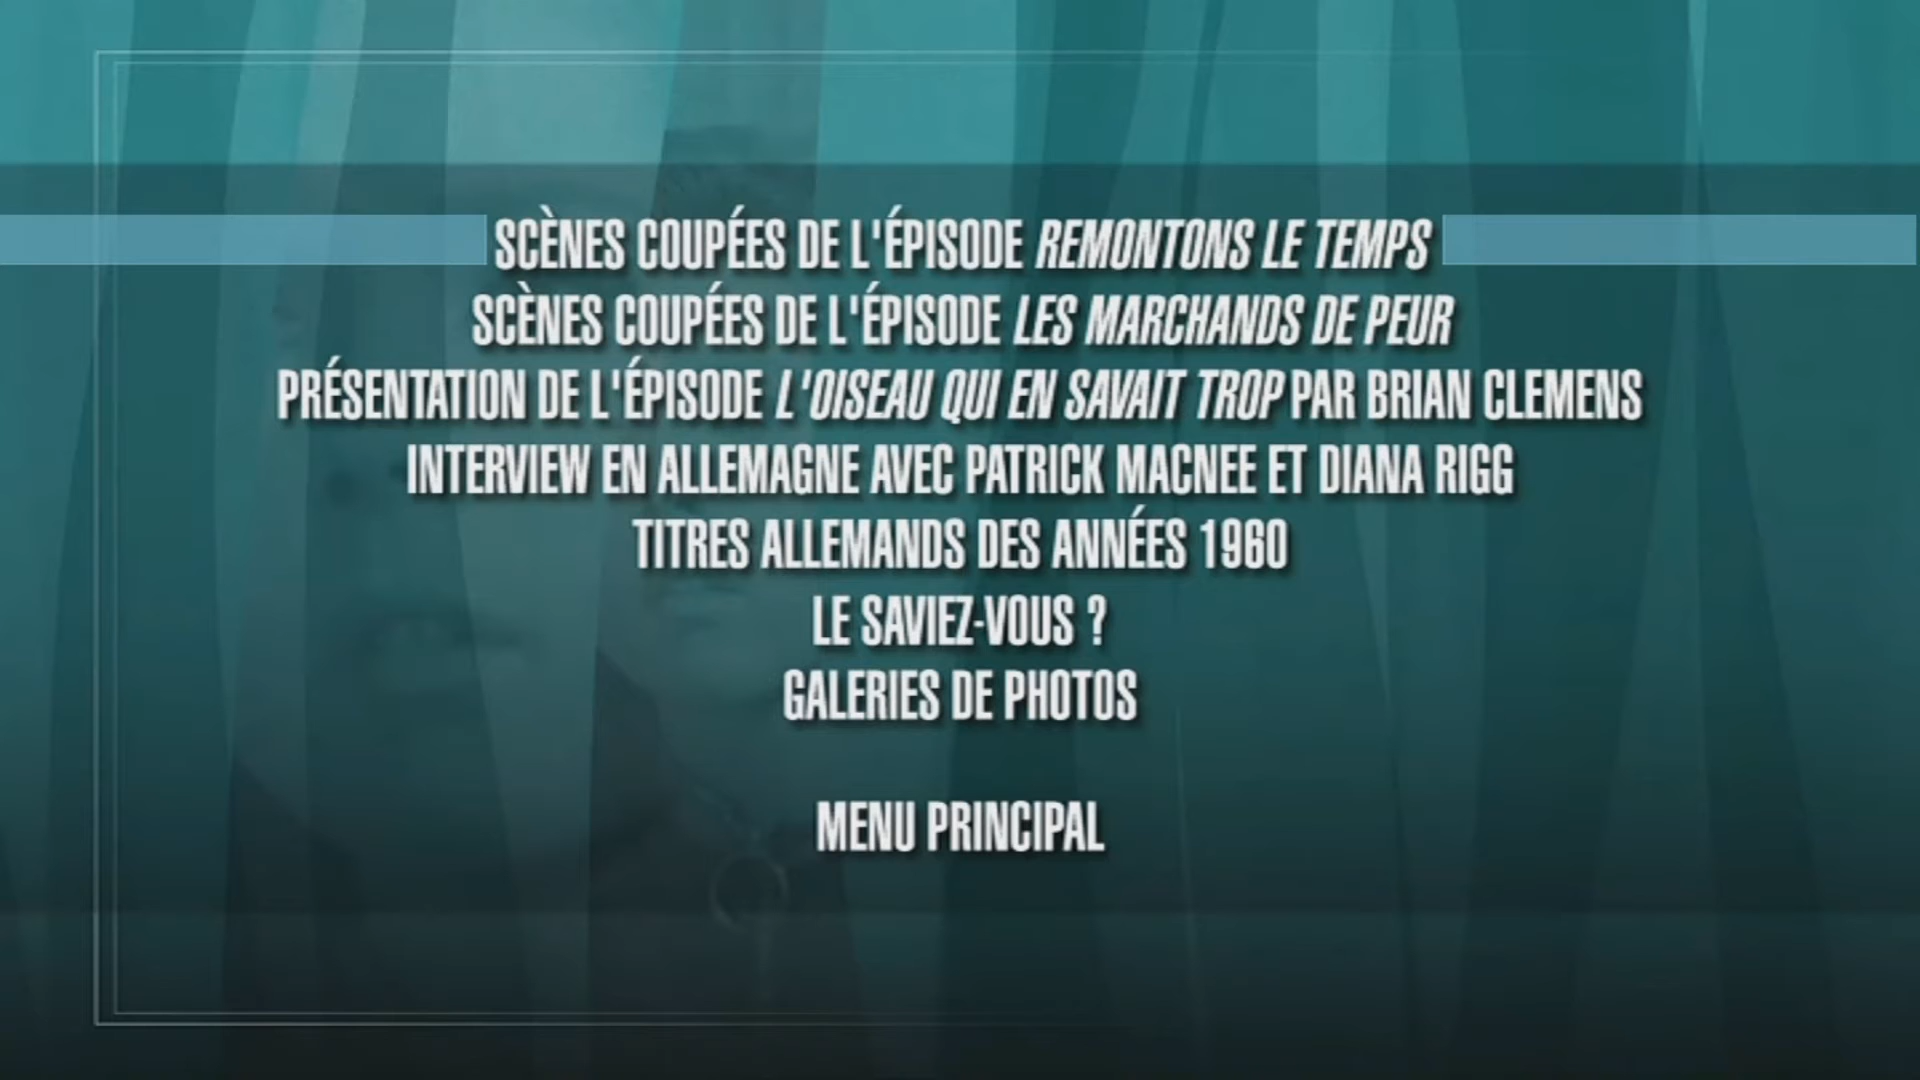 SCÈNES COUPÉES DE L'ÉPISODE REMONTONS LE TEMPS
SCÈNES COUPÉES DE L'ÉPISODE LES MARCHANDS DE PEUR
PRÉSENTATION DE L'ÉPISODE L'OISEAU QUI EN SAVAIT TROP PAR BRIAN CLEMENS
INTERVIEW EN ALLEMAGNE AVEC PATRICK MACNEE ET DIANA RIGG
TITRES ALLEMANDS DES ANNÉES 1960
LE SAVIEZ-VOUS ?
GALERIES DE PHOTOS
MENU PRINCIPAL